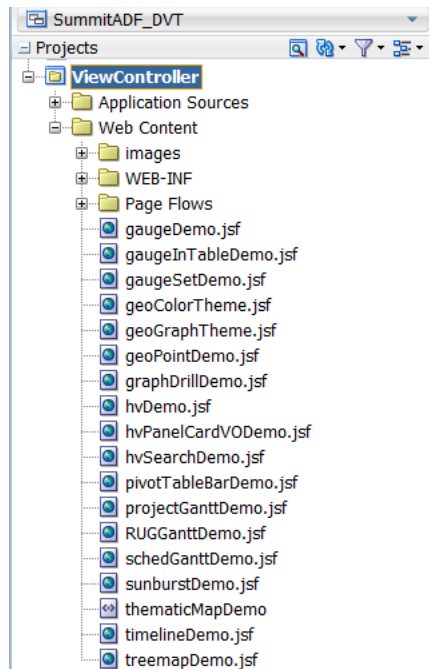 SummitADF_DVT
Projects
ViewController
Application Sources
Web Content
images
WEB-INF
Page Flows
gaugeDemo.jsf
gaugeInTableDemo.jsf
gaugeSetDemo.jsf
geoColorTheme.jsf
geoGraphTheme.jsf
geoPointDemo.jsf
graphDrillDemo.jsf
hvDemo.jsf
hvPanelCardVODemo.jsf
hvSearchDemo.jsf
pivotTableBarDemo.jsf
projectGanttDemo.jsf
RUGGanttDemo.jsf
schedGanttDemo.jsf
sunburstDemo.jsf
thematicMapDemo
timelineDemo.jsf
treemapDemo.jsf